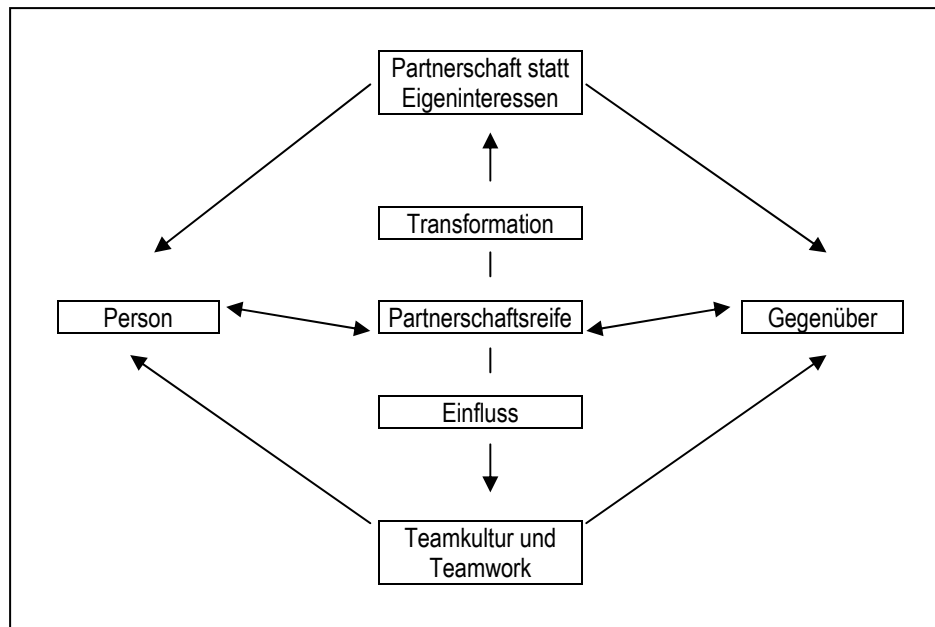 Partnerschaft statt
Eigeninteressen
Transformation
Person
Partnerschaftsreife
Gegenüber
Einfluss
Teamkultur und
Teamwork